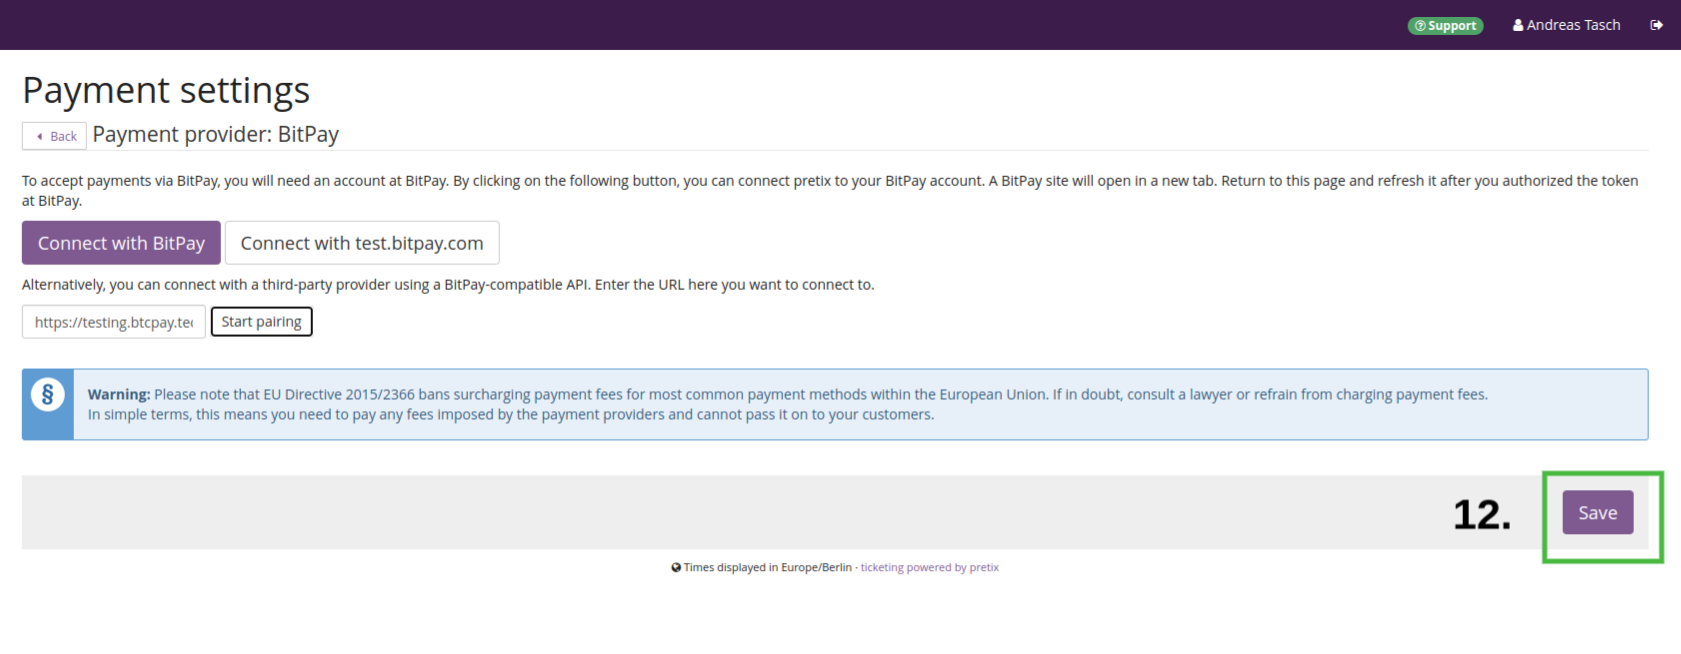 Support
Andreas Tasch
Payment settings
Back
Payment provider: BitPay
To accept payments via BitPay, you will need an account at BitPay. By clicking on the following button, you can connect pretix to your BitPay account. A BitPay site will open in a new tab. Return to this page and refresh it after you authorized the token
at BitPay.
Connect with BitPay
Connect with test.bitpay.com
Alternatively, you can connect with a third-party provider using a BitPay-compatible API. Enter the URL here you want to connect to.
https://testing.btcpay.tec
Start pairing
§
Warning: Please note that EU Directive 2015/2366 bans surcharging payment fees for most common payment methods within the European Union. If in doubt, consult a lawyer or refrain from charging payment fees.
In simple terms, this means you need to pay any fees imposed by the payment providers and cannot pass it on to your customers.
12.
Save
Times displayed in Europe/Berlin · ticketing powered by pretix